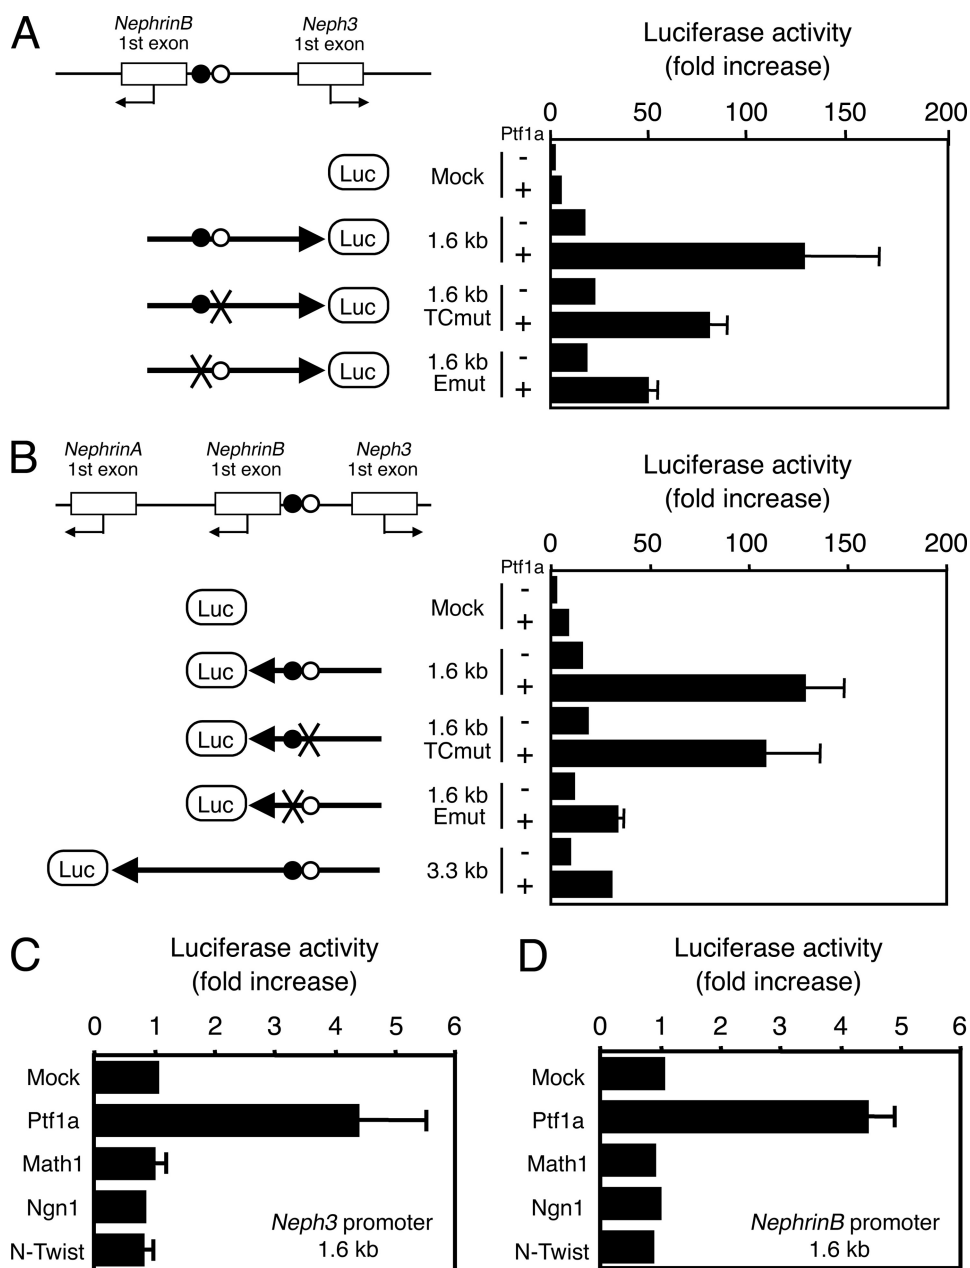 A
NephrinB
1st exon
Neph3
1st exon
Luciferase activity
(fold increase)
0 50 100 150 200
Ptf1a
Luc
Mock
-
+
Luc
1.6 kb
-
+
Luc
1.6 kb
TCmut
-
+
Luc
1.6 kb
Emut
-
+
B
NephrinA
1st exon
NephrinB
1st exon
Neph3
1st exon
Luciferase activity
(fold increase)
0 50 100 150 200
Ptf1a
Luc
Mock
-
+
Luc
1.6 kb
-
+
Luc
1.6 kb
TCmut
-
+
Luc
1.6 kb
Emut
-
+
Luc
3.3 kb
-
+
C
Luciferase activity
(fold increase)
0 1 2 3 4 5 6
Mock
Ptf1a
Math1
Ngn1
N-Twist
Neph3 promoter
1.6 kb
D
Luciferase activity
(fold increase)
0 1 2 3 4 5 6
Mock
Ptf1a
Math1
Ngn1
N-Twist
NephrinB promoter
1.6 kb